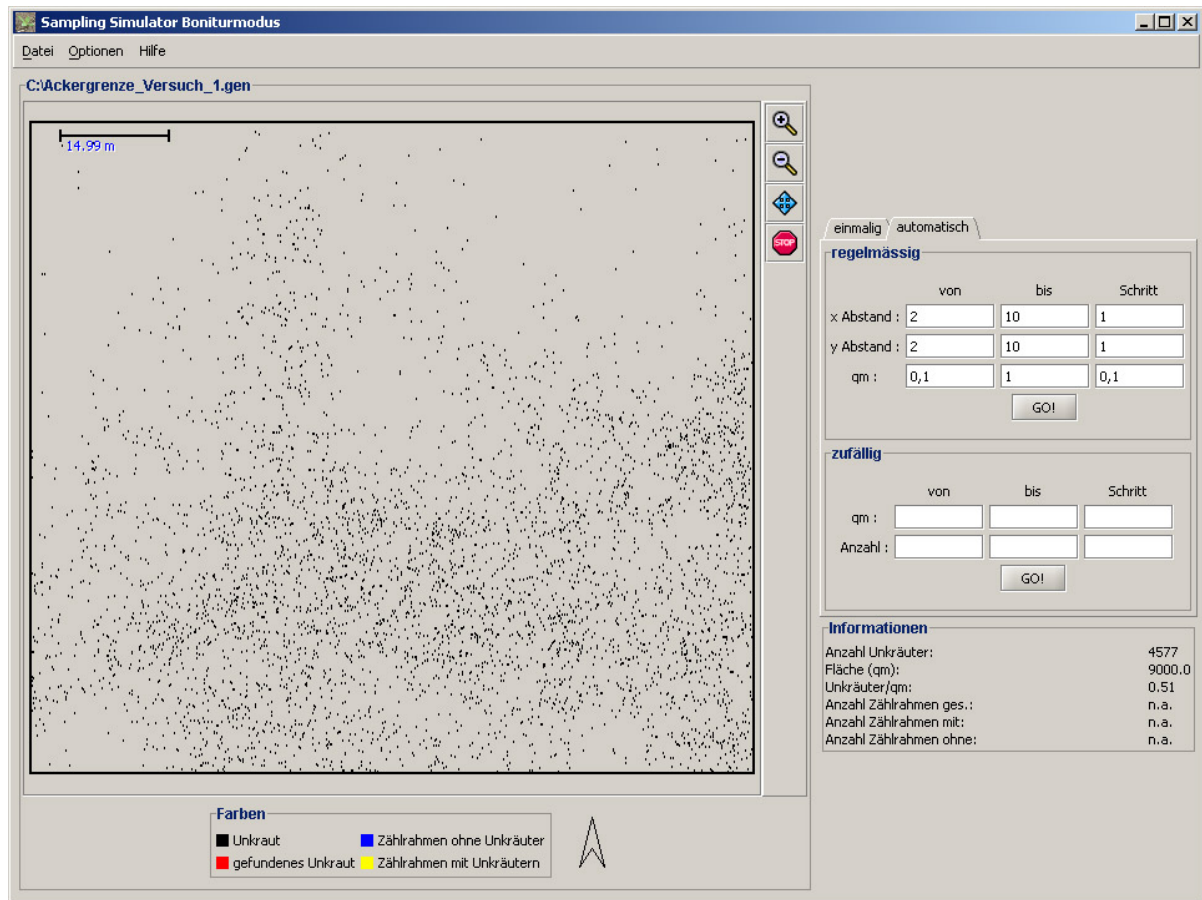 Sampling Simulator Boniturmodus
Datei Optionen Hilfe
C:\Ackergrenze_Versuch_1.gen
14.99 m
STOP
einmalig automatisch
regelmässig
von bis Schritt
x Abstand : 2 10 1
y Abstand : 2 10 1
qm : 0,1 1 0,1
GO!
zufällig
von bis Schritt
qm :
Anzahl :
GO!
Informationen
Anzahl Unkräuter: 4577
Fläche (qm): 9000.0
Unkräuter/qm: 0.51
Anzahl Zählrahmen ges.: n.a.
Anzahl Zählrahmen mit: n.a.
Anzahl Zählrahmen ohne: n.a.
Farben
Unkraut Zählrahmen ohne Unkräuter
gefundenes Unkraut Zählrahmen mit Unkräutern